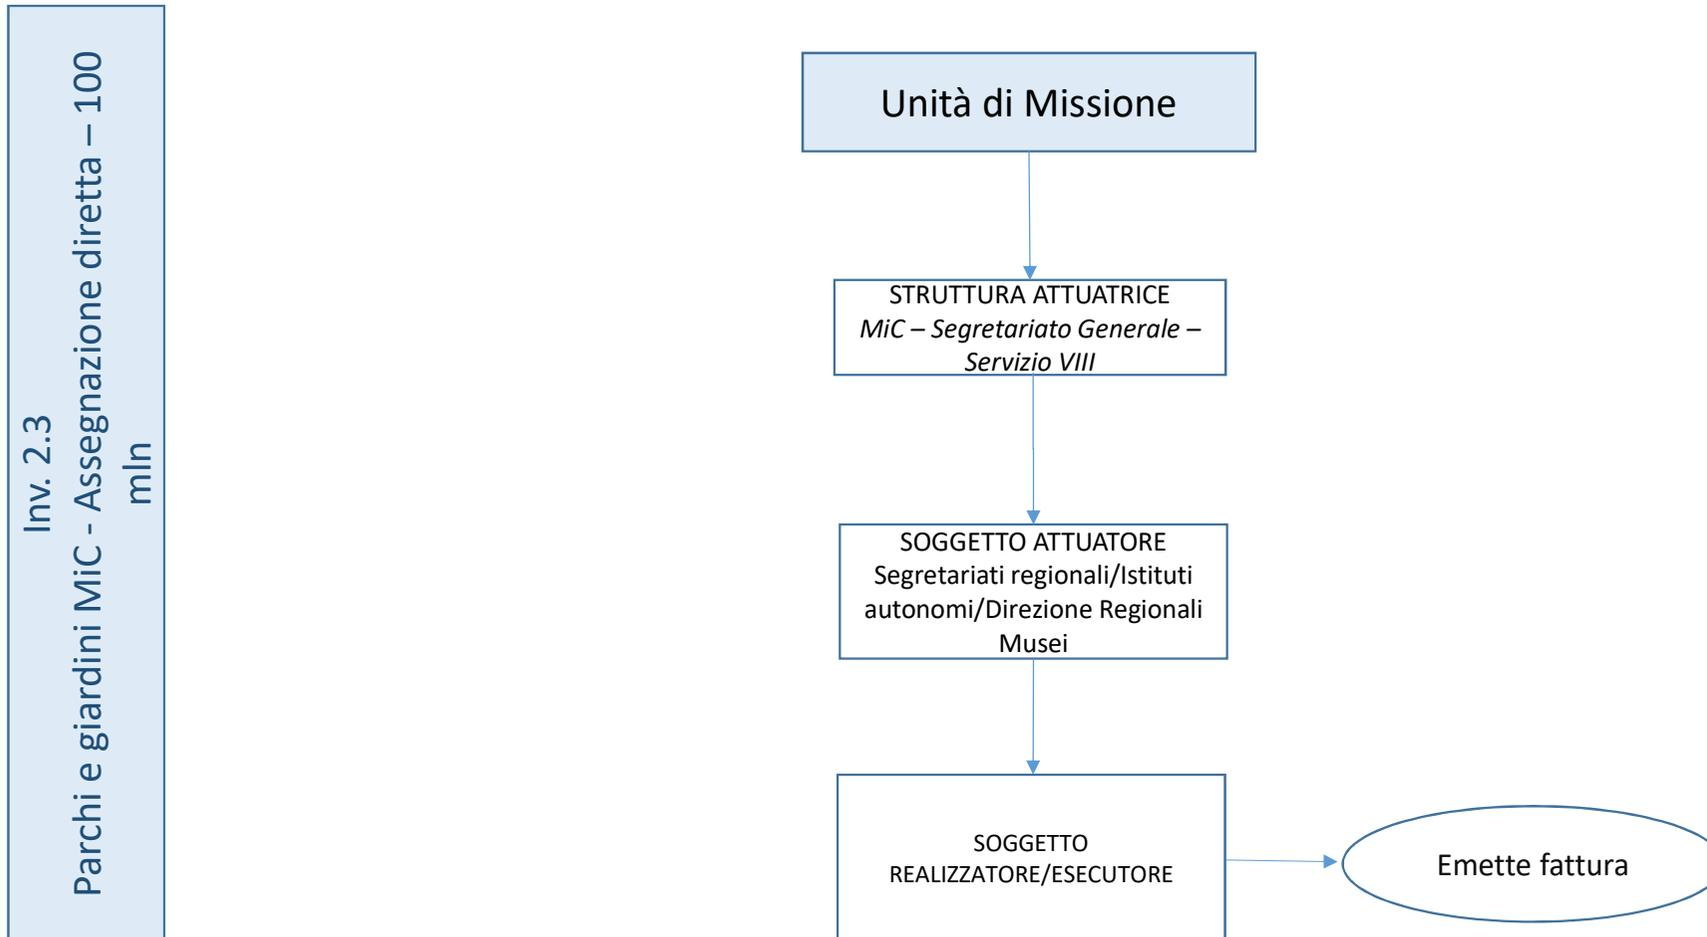 Inv. 2.3
Parchi e giardini MiC - Assegnazione diretta – 100
mln
Unità di Missione
STRUTTURA ATTUATRICE
MiC – Segretariato Generale –
Servizio VIII
SOGGETTO ATTUATORE
Segretariati regionali/Istituti
autonomi/Direzione Regionali
Musei
SOGGETTO
REALIZZATORE/ESECUTORE
Emette fattura